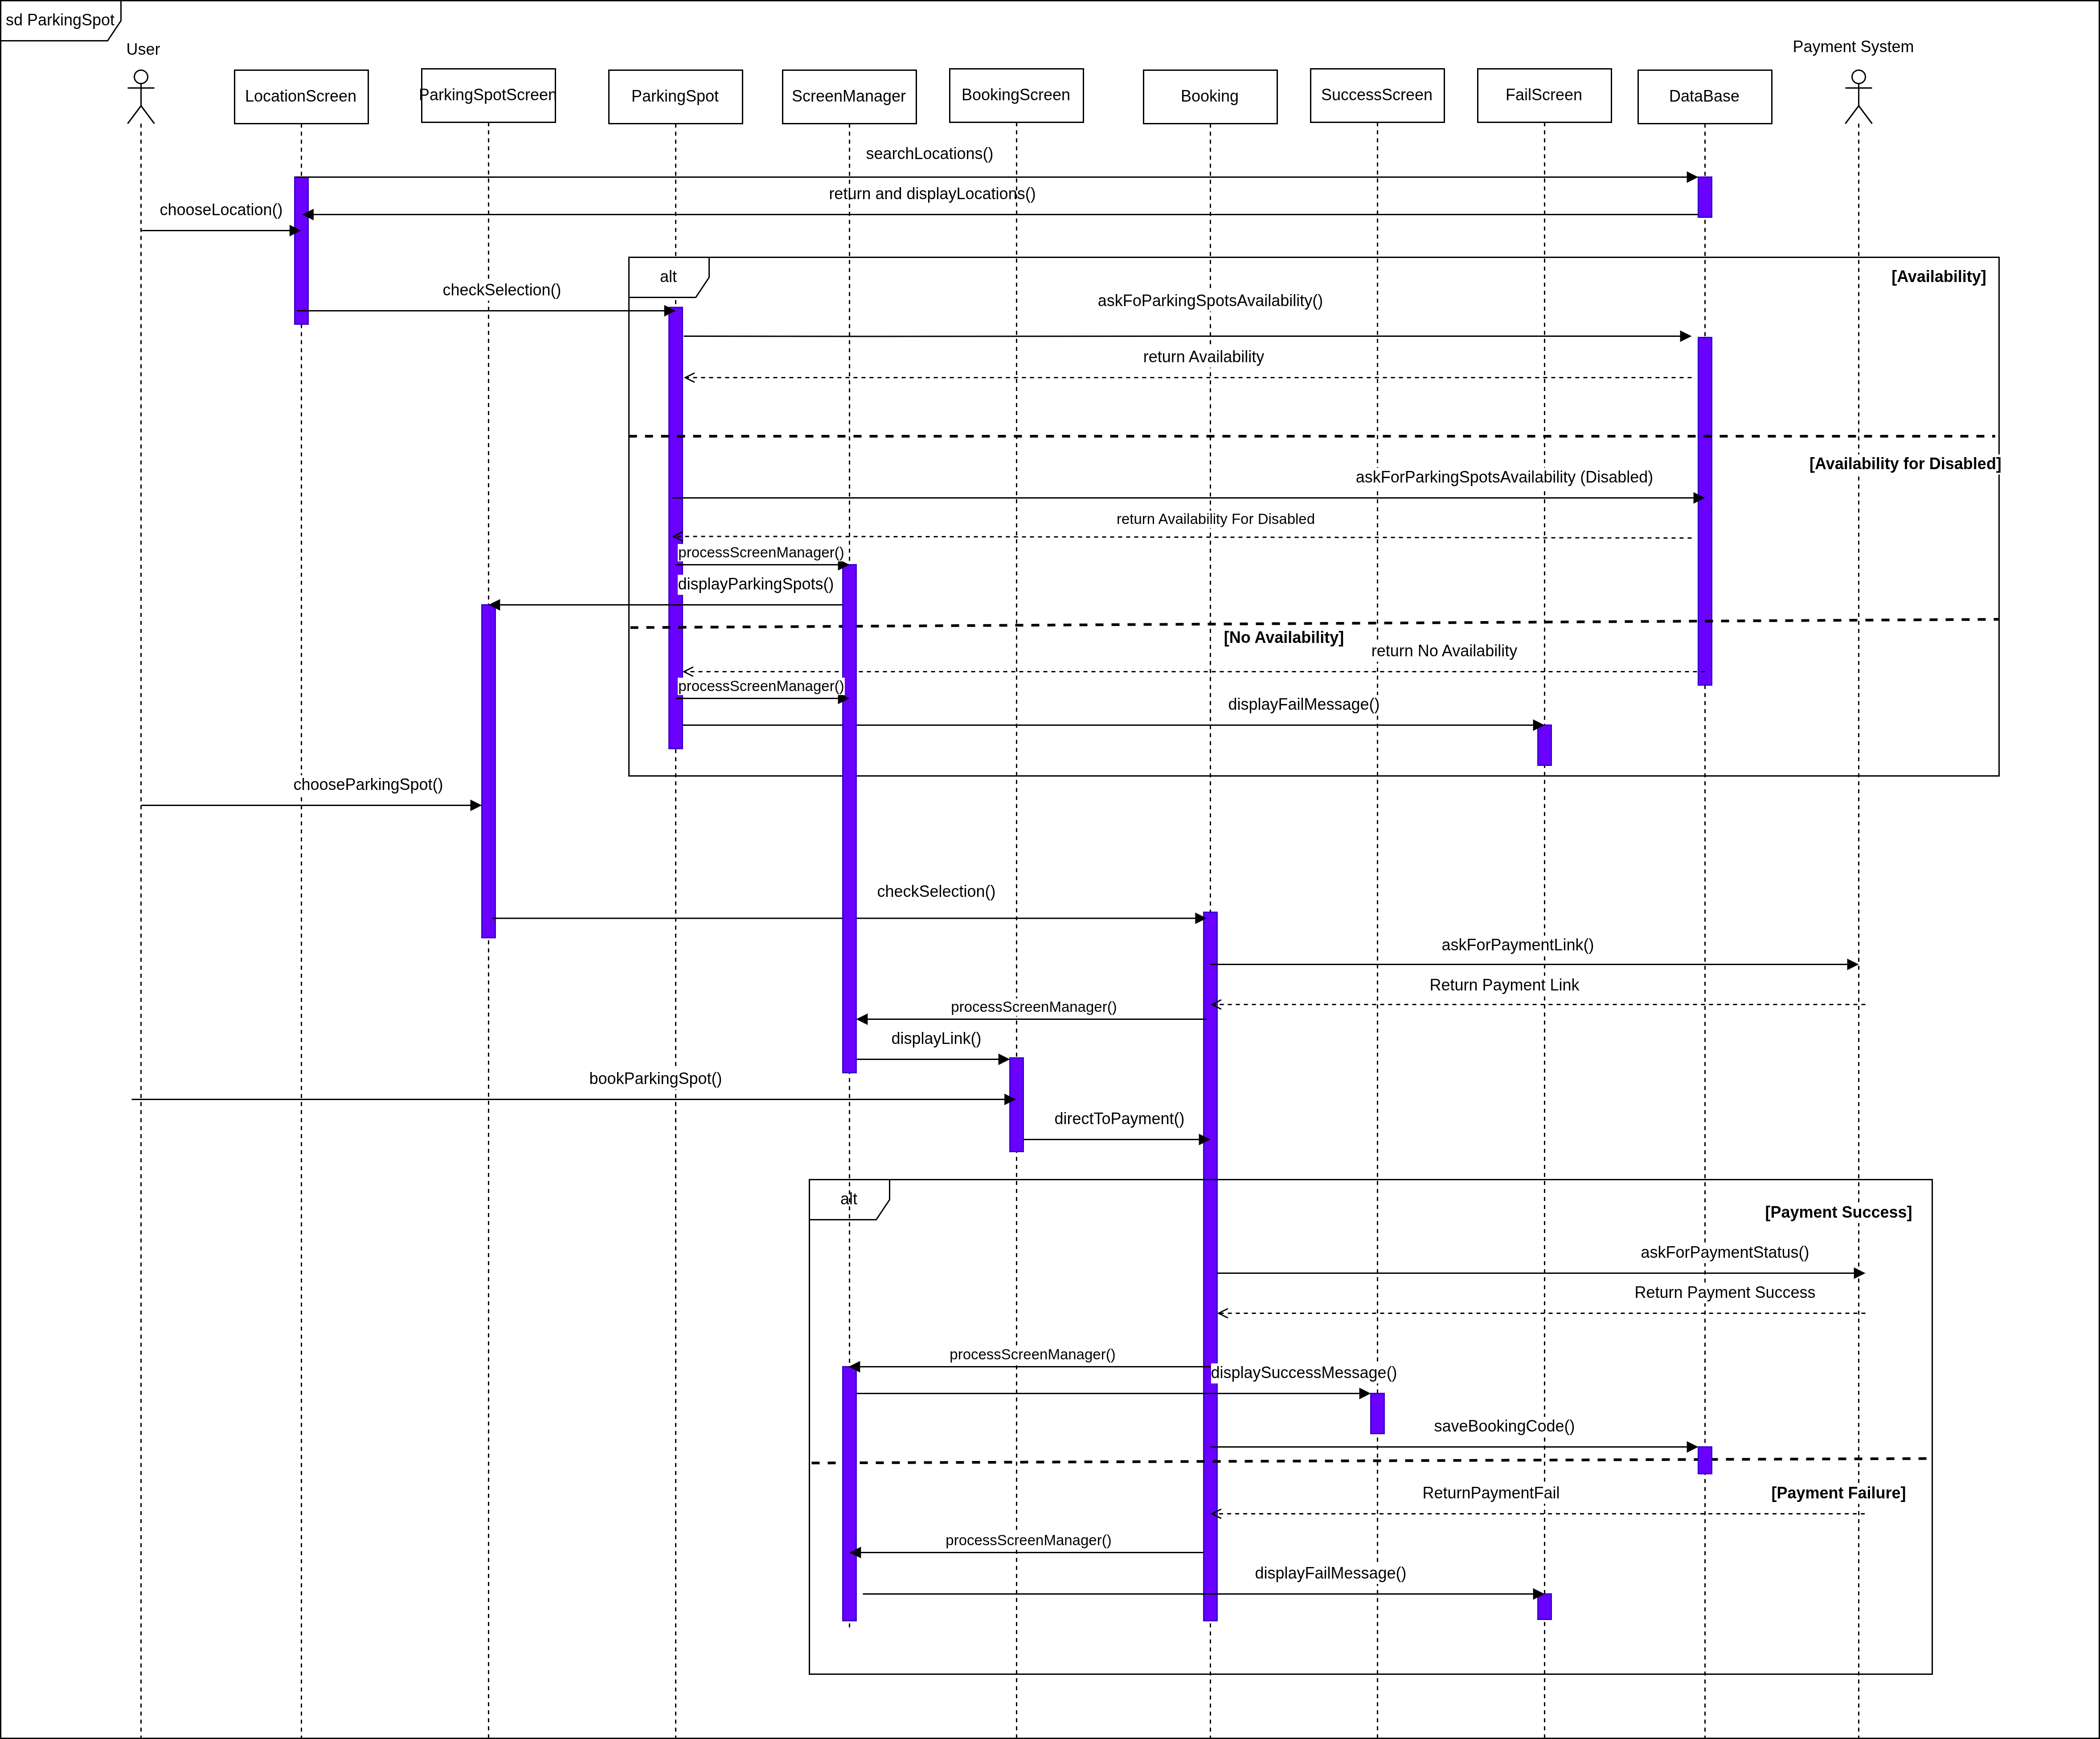 sd ParkingSpot
User
Payment System
LocationScreen
ParkingSpotScreen
ParkingSpot
ScreenManager
BookingScreen
Booking
SuccessScreen
FailScreen
DataBase
searchLocations()
return and displayLocations()
chooseLocation()
alt
[Availability]
checkSelection()
askFoParkingSpotsAvailability()
return Availability
[Availability for Disabled]
askForParkingSpotsAvailability (Disabled)
return Availability For Disabled
processScreenManager()
displayParkingSpots()
[No Availability]
return No Availability
processScreenManager()
displayFailMessage()
chooseParkingSpot()
checkSelection()
askForPaymentLink()
Return Payment Link
processScreenManager()
displayLink()
bookParkingSpot()
directToPayment()
alt
[Payment Success]
askForPaymentStatus()
Return Payment Success
processScreenManager()
displaySuccessMessage()
saveBookingCode()
ReturnPaymentFail
[Payment Failure]
processScreenManager()
displayFailMessage()